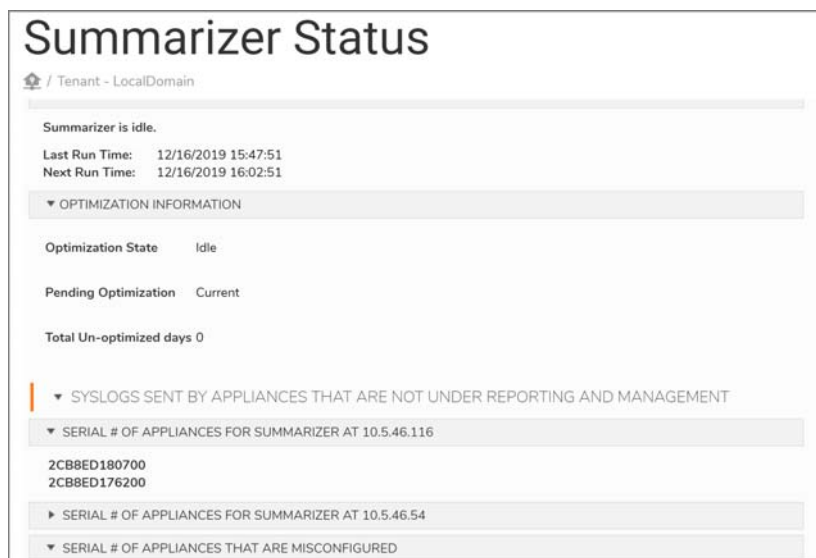 Summarizer Status
/ Tenant - LocalDomain
Summarizer is idle.
Last Run Time: 12/16/2019 15:47:51
Next Run Time: 12/16/2019 16:02:51
OPTIMIZATION INFORMATION
Optimization State Idle
Pending Optimization Current
Total Un-optimized days 0
SYSLOGS SENT BY APPLIANCES THAT ARE NOT UNDER REPORTING AND MANAGEMENT
SERIAL # OF APPLIANCES FOR SUMMARIZER AT 10.5.46.116
2CB8ED180700
2CB8ED176200
SERIAL # OF APPLIANCES FOR SUMMARIZER AT 10.5.46.54
SERIAL # OF APPLIANCES THAT ARE MISCONFIGURED